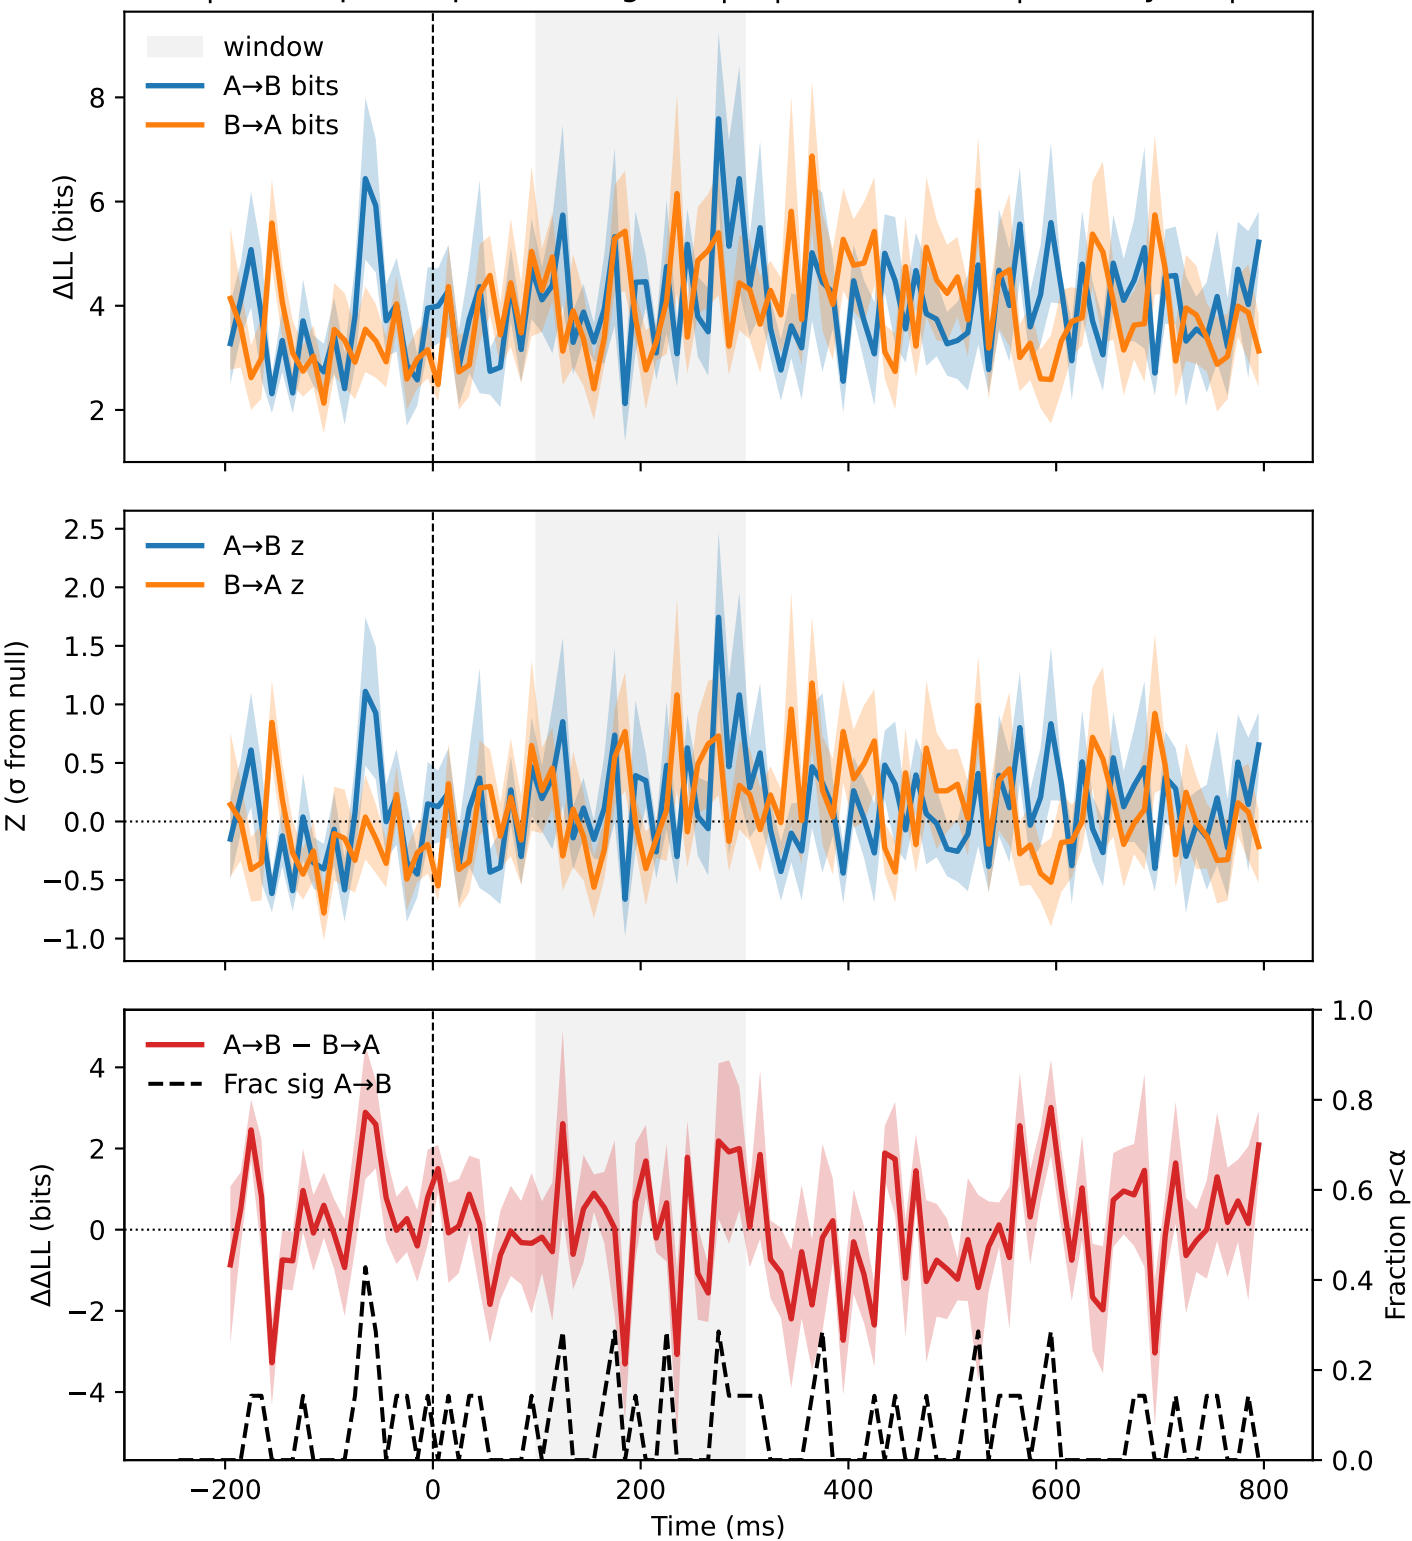 window
A→B bits
B→A bits
ΔLL (bits)
8
6
4
2
A→B z
B→A z
Z (σ from null)
2.5
2.0
1.5
1.0
0.5
0.0
−0.5
−1.0
A→B − B→A
Frac sig A→B
ΔΔLL (bits)
4
2
0
−2
−4
1.0
0.8
0.6
0.4
0.2
0.0
Fraction p<α
−200
0
200
400
600
800
Time (ms)